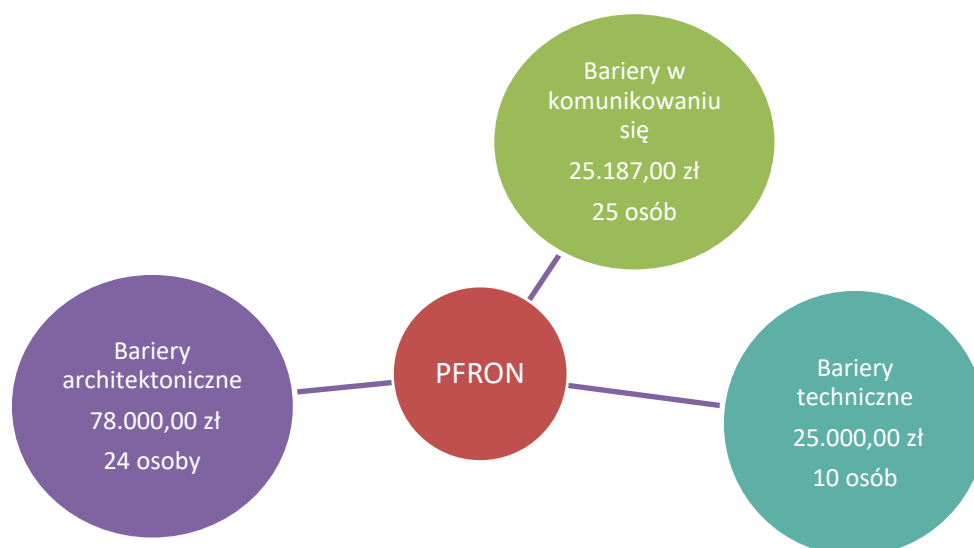 Bariery w
komunikowaniu
się
25.187,00 zł
25 osób
PFRON
Bariery
architektoniczne
78.000,00 zł
24 osoby
Bariery
techniczne
25.000,00 zł
10 osób